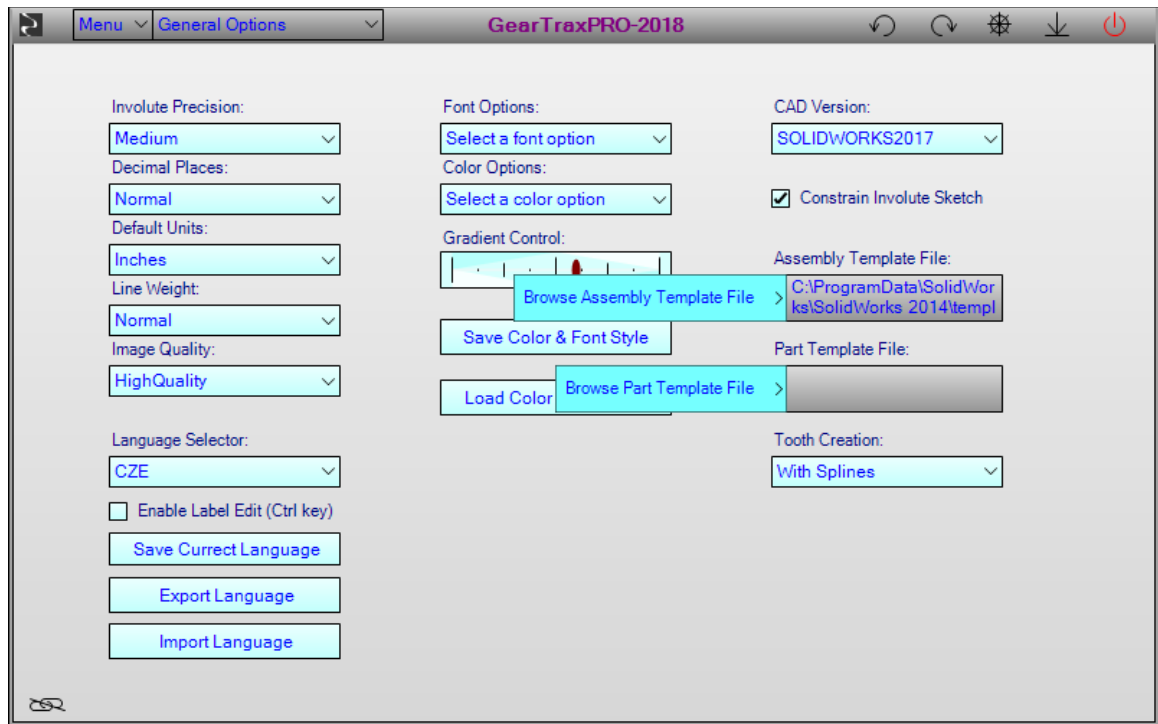 Menu General Options GearTraxPRO-2018
Involute Precision:
Medium
Decimal Places:
Normal
Default Units:
Inches
Line Weight:
Normal
Image Quality:
HighQuality
Language Selector:
CZE
Enable Label Edit (Ctrl key)
Save Currect Language
Export Language
Import Language
Font Options:
Select a font option
Color Options:
Select a color option
Gradient Control:
Browse Assembly Template File
Save Color & Font Style
Load Color
Browse Part Template File
CAD Version:
SOLIDWORKS2017
Constrain Involute Sketch
Assembly Template File:
C:\ProgramData\SolidWor
ks\SolidWorks 2014\templ
Part Template File:
Tooth Creation:
With Splines